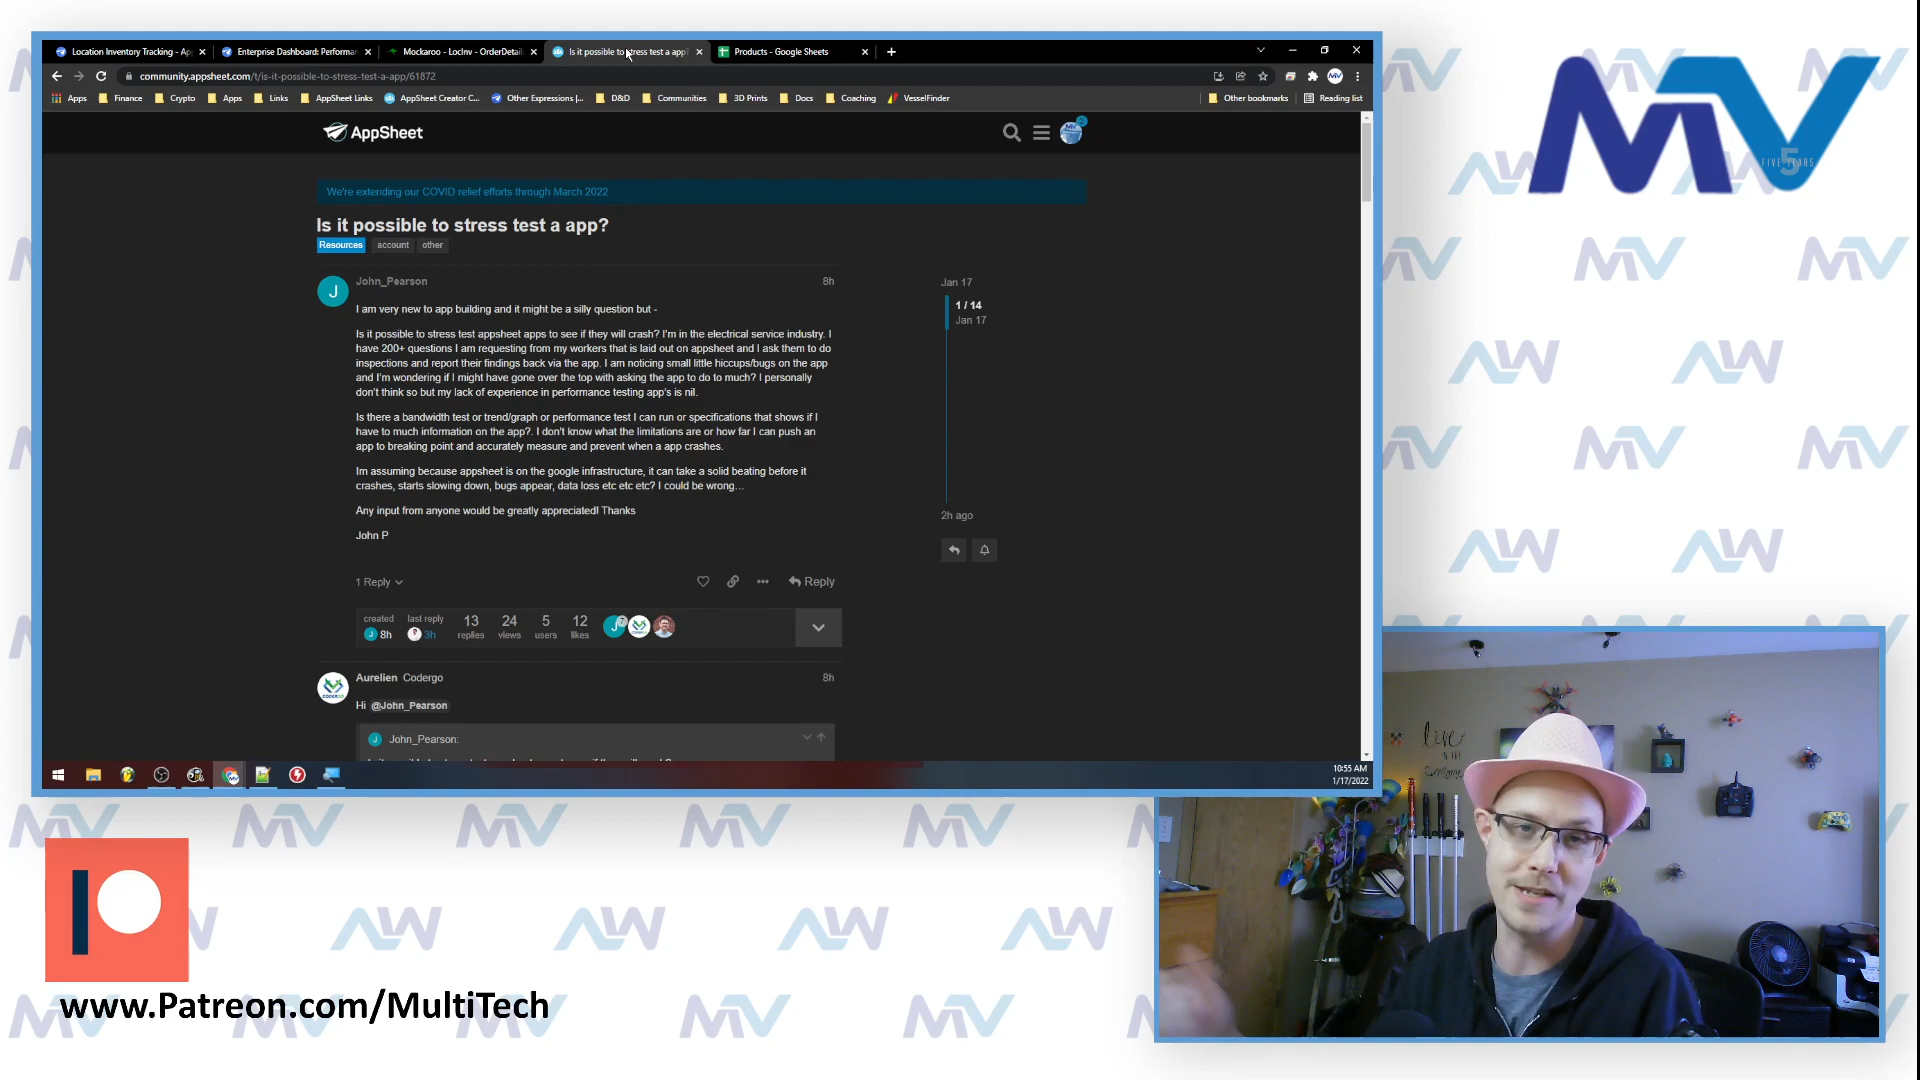 Location Inventory Tracking - Ap
Enterprise Dashboard: Performan
Mockaroo - LocInv - OrderDetail
Is it possible to stress test a app?
Products - Google Sheets
community.appsheet.com/t/is-it-possible-to-stress-test-a-app/61872
Apps
Finance
Crypto
Apps
Links
AppSheet Links
AppSheet Creator C...
Other Expressions |...
D&D
Communities
3D Prints
Docs
Coaching
VesselFinder
Other bookmarks
Reading list
AppSheet
2
We're extending our COVID relief efforts through March 2022
Is it possible to stress test a app?
Resources account other
J
John_Pearson
8h
I am very new to app building and it might be a silly question but -
Is it possible to stress test appsheet apps to see if they will crash? I'm in the electrical service industry. I
have 200+ questions I am requesting from my workers that is laid out on appsheet and I ask them to do
inspections and report their findings back via the app. I am noticing small little hiccups/bugs on the app
and I'm wondering if I might have gone over the top with asking the app to do to much? I personally
don't think so but my lack of experience in performance testing app's is nil.
Is there a bandwidth test or trend/graph or performance test I can run or specifications that shows if I
have to much information on the app?. I don't know what the limitations are or how far I can push an
app to breaking point and accurately measure and prevent when a app crashes.
Im assuming because appsheet is on the google infrastructure, it can take a solid beating before it
crashes, starts slowing down, bugs appear, data loss etc etc etc? I could be wrong…
Any input from anyone would be greatly appreciated! Thanks
John P
Jan 17
1 / 14
Jan 17
2h ago
1 Reply
Reply
created
J 8h
last reply
3h
13
replies
24
views
5
users
12
likes
J
7
CODERGO
Aurelien Codergo
8h
Hi @John_Pearson
J John_Pearson:
10:55 AM
1/17/2022
MV
5
FIVE YEARS
live
IN THE
www.Patreon.com/MultiTech